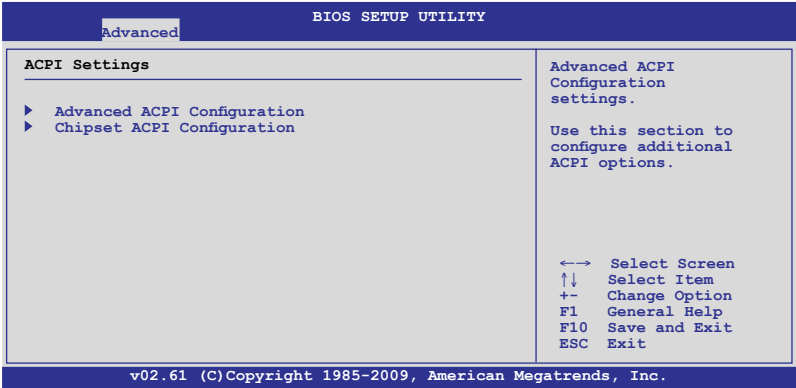 BIOS SETUP UTILITY
Advanced
ACPI Settings
Advanced ACPI Configuration
Chipset ACPI Configuration
Advanced ACPI
Configuration
settings.
Use this section to
configure additional
ACPI options.
←→ Select Screen
↑↓ Select Item
+- Change Option
F1 General Help
F10 Save and Exit
ESC Exit
v02.61 (C)Copyright 1985-2009, American Megatrends, Inc.